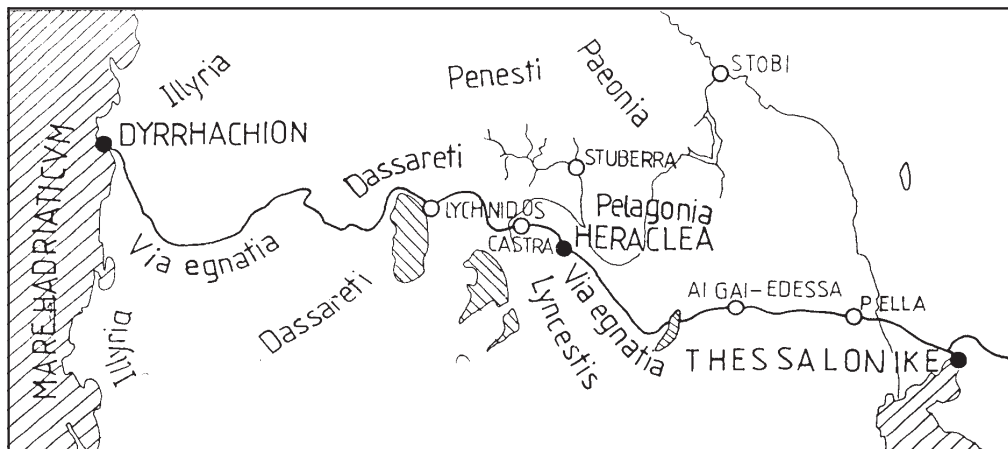 MARE HADRIATICVM
Illyria
DYRRHACHION
Via egnatia
Illyria
Penesti
Paeonia
STOBI
Dassareti
STUBERRA
LYCHNIDOS
Pelagonia
CASTRA
HERACLEA
Dassareti
Lyncestis
Via egnatia
AIGAI-EDESSA
PELLA
THESSALONIKE